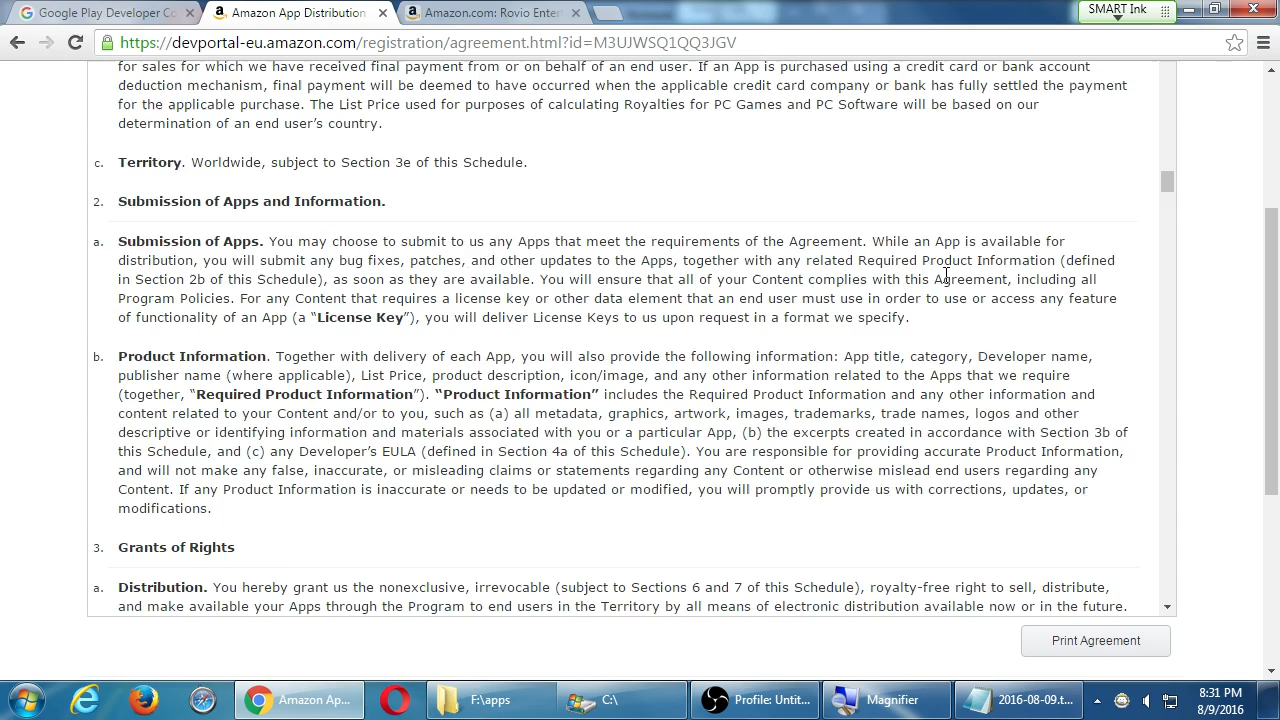 Google Play Developer Co
Amazon App Distribution
Amazon.com: Rovio Enter
SMART Ink
https://devportal-eu.amazon.com/registration/agreement.html?id=M3UJWSQ1QQ3JGV
for sales for which we have received final payment from or on behalf of an end user. If an App is purchased using a credit card or bank account
deduction mechanism, final payment will be deemed to have occurred when the applicable credit card company or bank has fully settled the payment
for the applicable purchase. The List Price used for purposes of calculating Royalties for PC Games and PC Software will be based on our
determination of an end user's country.
c. Territory. Worldwide, subject to Section 3e of this Schedule.
2. Submission of Apps and Information.
a. Submission of Apps. You may choose to submit to us any Apps that meet the requirements of the Agreement. While an App is available for
distribution, you will submit any bug fixes, patches, and other updates to the Apps, together with any related Required Product Information (defined
in Section 2b of this Schedule), as soon as they are available. You will ensure that all of your Content complies with this Agreement, including all
Program Policies. For any Content that requires a license key or other data element that an end user must use in order to use or access any feature
of functionality of an App (a “License Key”), you will deliver License Keys to us upon request in a format we specify.
b. Product Information. Together with delivery of each App, you will also provide the following information: App title, category, Developer name,
publisher name (where applicable), List Price, product description, icon/image, and any other information related to the Apps that we require
(together, “Required Product Information”). “Product Information” includes the Required Product Information and any other information and
content related to your Content and/or to you, such as (a) all metadata, graphics, artwork, images, trademarks, trade names, logos and other
descriptive or identifying information and materials associated with you or a particular App, (b) the excerpts created in accordance with Section 3b of
this Schedule, and (c) any Developer's EULA (defined in Section 4a of this Schedule). You are responsible for providing accurate Product Information,
and will not make any false, inaccurate, or misleading claims or statements regarding any Content or otherwise mislead end users regarding any
Content. If any Product Information is inaccurate or needs to be updated or modified, you will promptly provide us with corrections, updates, or
modifications.
3. Grants of Rights
a. Distribution. You hereby grant us the nonexclusive, irrevocable (subject to Sections 6 and 7 of this Schedule), royalty-free right to sell, distribute,
and make available your Apps through the Program to end users in the Territory by all means of electronic distribution available now or in the future.
Print Agreement
Amazon Ap...
F:\apps
C:\
Profile: Untit...
Magnifier
2016-08-09.t...
8:31 PM
8/9/2016